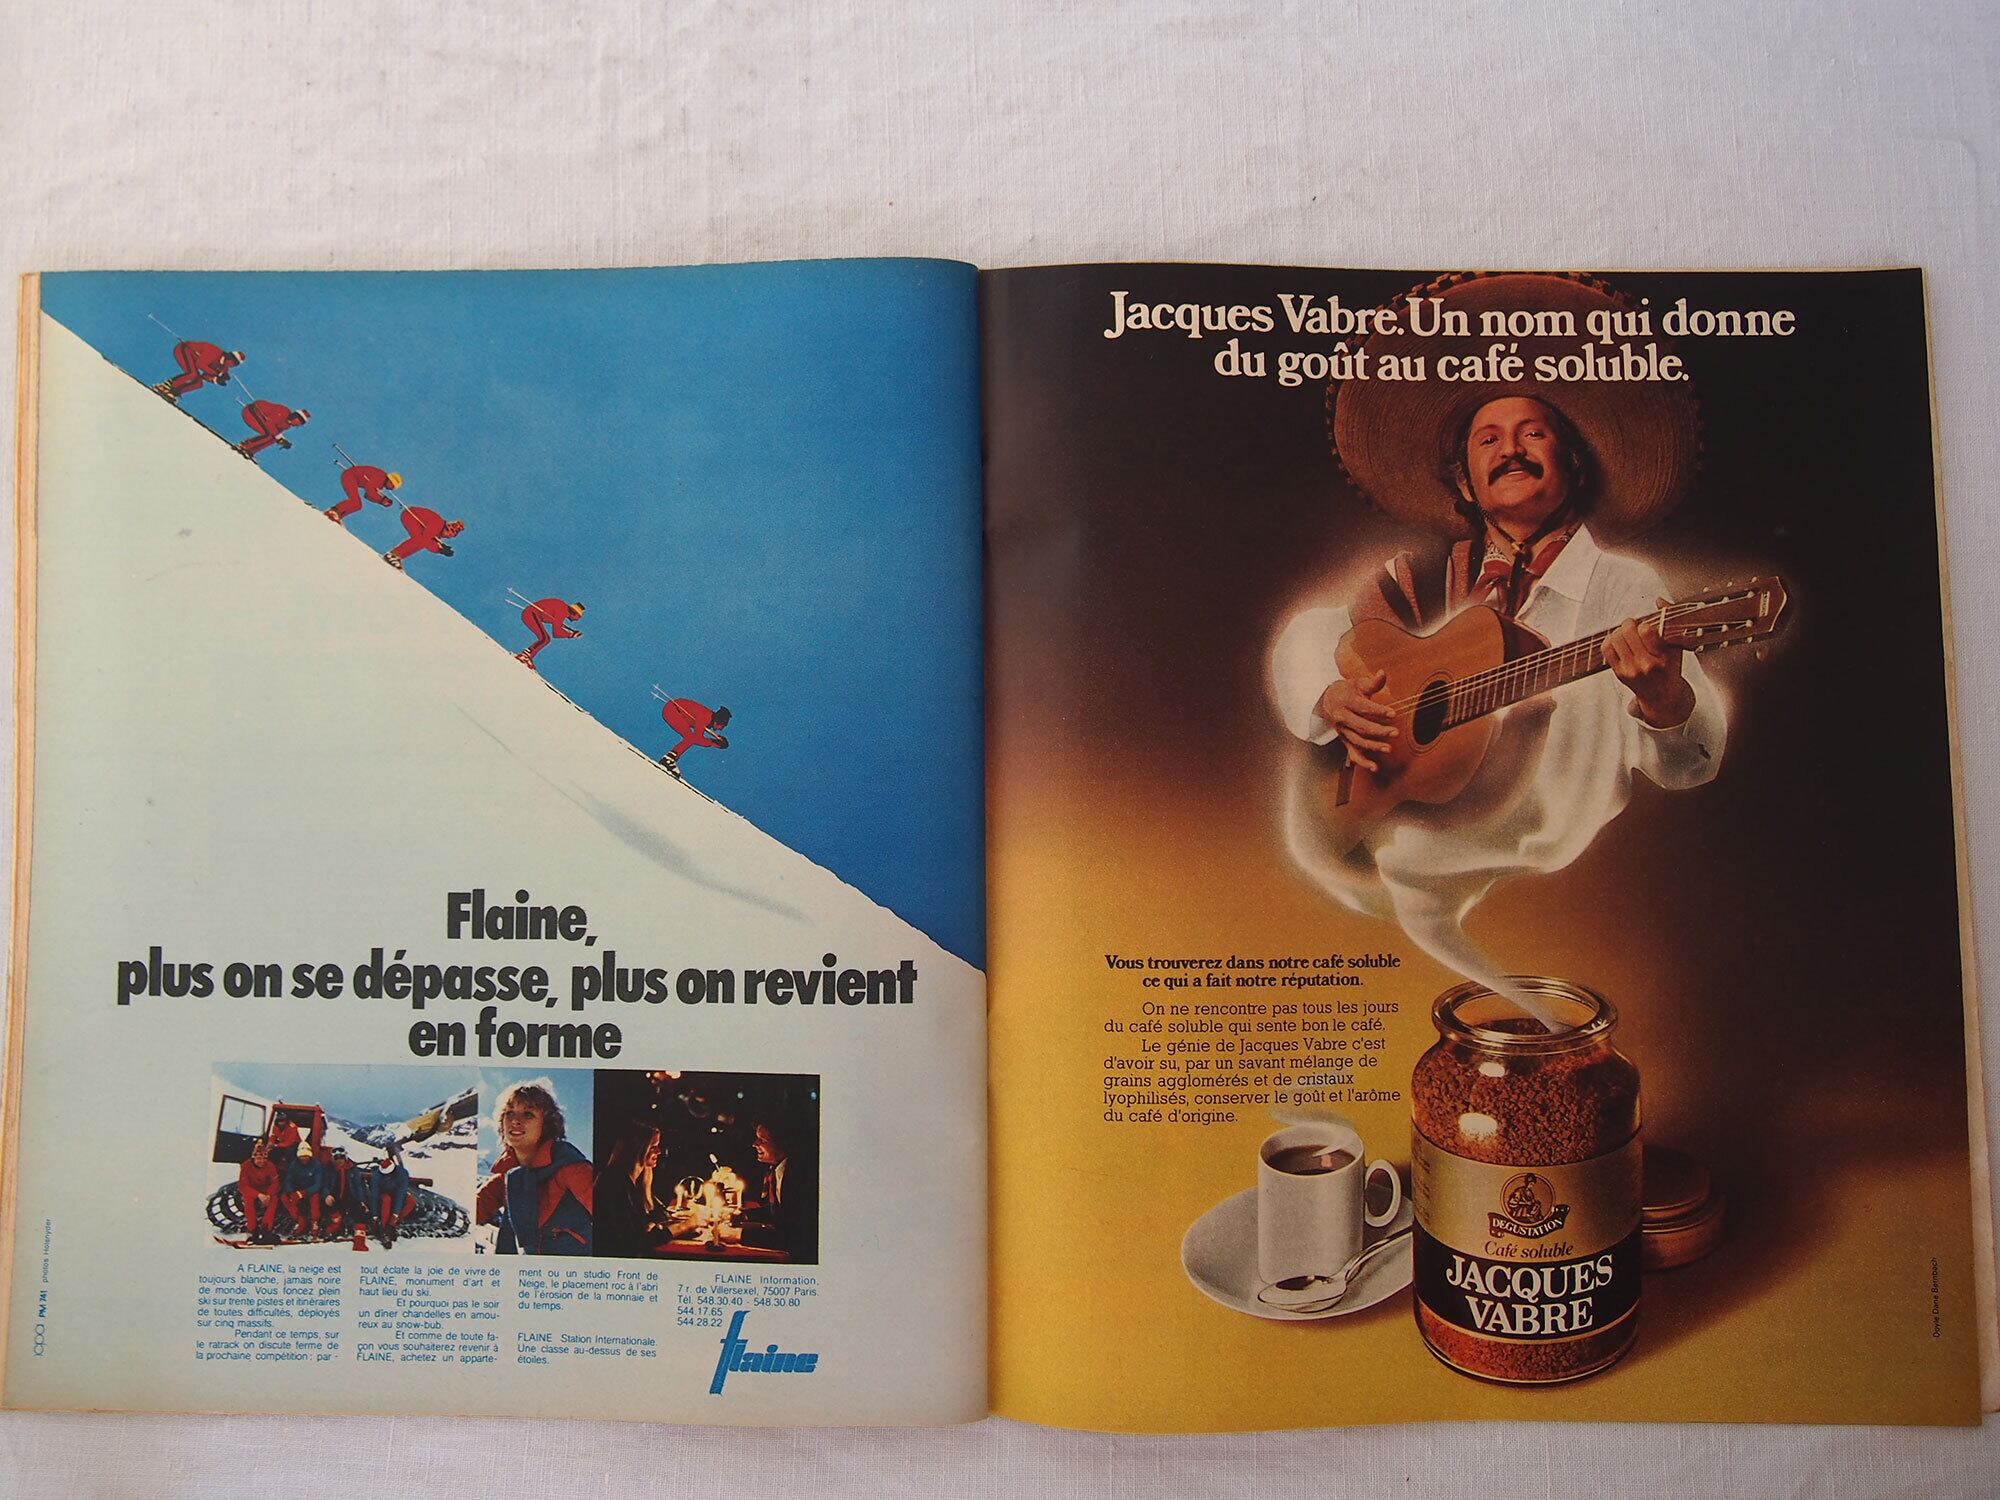 Flaine,
plus on se dépasse, plus on revient
en forme
A FLAINE, la neige est
toujours blanche, jamais noire
de monde. Vous foncez plein
ski sur trente pistes et itinéraires
de toutes difficultés, déployés
sur cinq massifs.
Pendant ce temps, sur
le ratrack on discute ferme de
la prochaine compétition : par -
tout éclate la joie de vivre de
FLAINE, monument d'art et
haut lieu du ski.
Et pourquoi pas le soir
un dîner chandelles en amou-
reux au snow-bub.
Et comme de toute fa-
çon vous souhaiterez revenir à
FLAINE, achetez un apparte-
ment ou un studio Front de
Neige, le placement roc à l'abri
de l'érosion de la monnaie et
du temps.
FLAINE Station Internationale.
Une classe au-dessus de ses
étoiles.
FLAINE Information,
7 r. de Villersexel, 75007 Paris.
Tél. 548.30.40 - 548.30.80
544.17.65
544.28.22
flaine
PM 741 photos Holsnyder
Jacques Vabre. Un nom qui donne
du goût au café soluble.
Vous trouverez dans notre café soluble
ce qui a fait notre réputation.
On ne rencontre pas tous les jours
du café soluble qui sente bon le café.
Le génie de Jacques Vabre c'est
d'avoir su, par un savant mélange de
grains agglomérés et de cristaux
lyophilisés, conserver le goût et l'arôme
du café d'origine.
DEGUSTATION
Café soluble
JACQUES
VABRE
Doyle Dane Bernbach